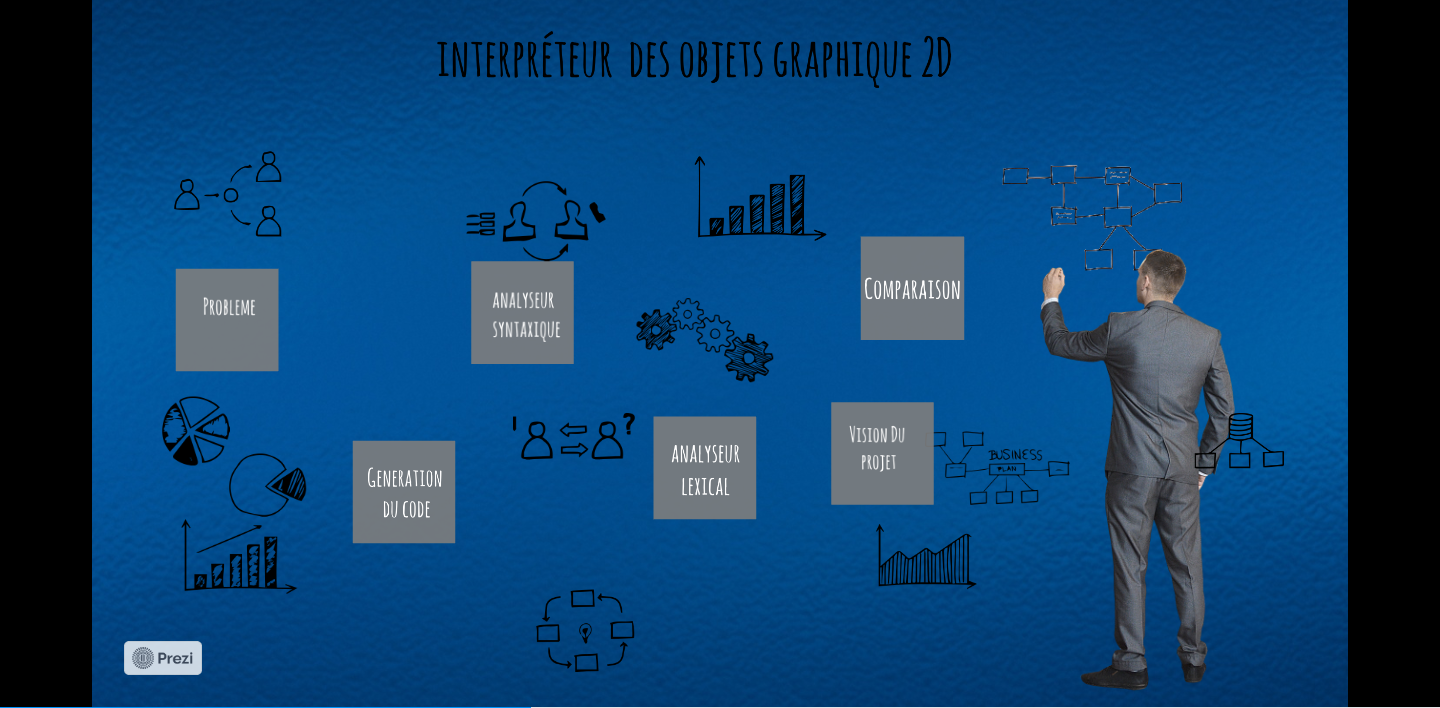 INTERPRÉTEUR DES OBJETS GRAPHIQUE 2D
PROBLEME
ANALYSEUR
SYNTAXIQUE
COMPARAISON
GENERATION
DU CODE
! ?
ANALYSEUR
LEXICAL
VISION DU
PROJET
BUSINESS
PLAN
Prezi